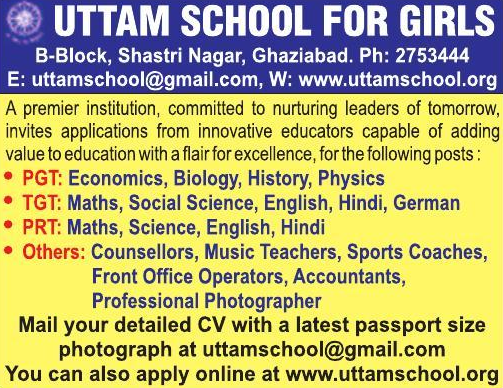 UTTAM SCHOOL FOR GIRLS
B-Block, Shastri Nagar, Ghaziabad. Ph: 2753444
E: uttamschool@gmail.com, W: www.uttamschool.org
A premier institution, committed to nurturing leaders of tomorrow,
invites applications from innovative educators capable of adding
value to education with a flair for excellence, for the following posts :
• PGT: Economics, Biology, History, Physics
• TGT: Maths, Social Science, English, Hindi, German
• PRT: Maths, Science, English, Hindi
• Others: Counsellors, Music Teachers, Sports Coaches,
Front Office Operators, Accountants,
Professional Photographer
Mail your detailed CV with a latest passport size
photograph at uttamschool@gmail.com
You can also apply online at www.uttamschool.org